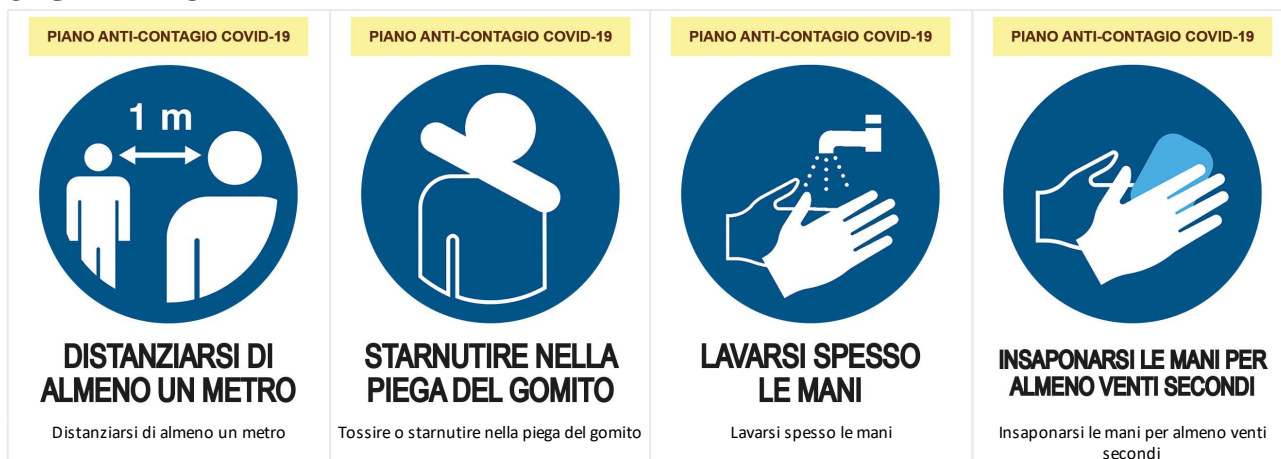 PIANO ANTI-CONTAGIO COVID-19
1 m
DISTANZIARSI DI
ALMENO UN METRO
Distanziarsi di almeno un metro
PIANO ANTI-CONTAGIO COVID-19
STARNUTIRE NELLA
PIEGA DEL GOMITO
Tossire o starnutire nella piega del gomito
PIANO ANTI-CONTAGIO COVID-19
LAVARSI SPESSO
LE MANI
Lavarsi spesso le mani
PIANO ANTI-CONTAGIO COVID-19
INSAPONARSI LE MANI PER
ALMENO VENTI SECONDI
Insaponarsi le mani per almeno venti
secondi